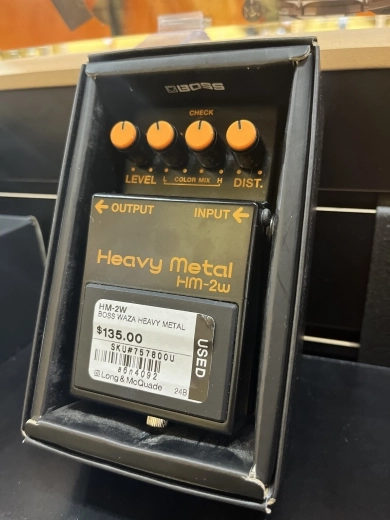 BOSS
CHECK
LEVEL L COLOR MIX H DIST.
← OUTPUT INPUT ←
Heavy Metal
HM-2w
HM-2W
BOSS WAZA HEAVY METAL
$135.00
SKU#757800U
a6n4092
Long & McQuade 24B
USED